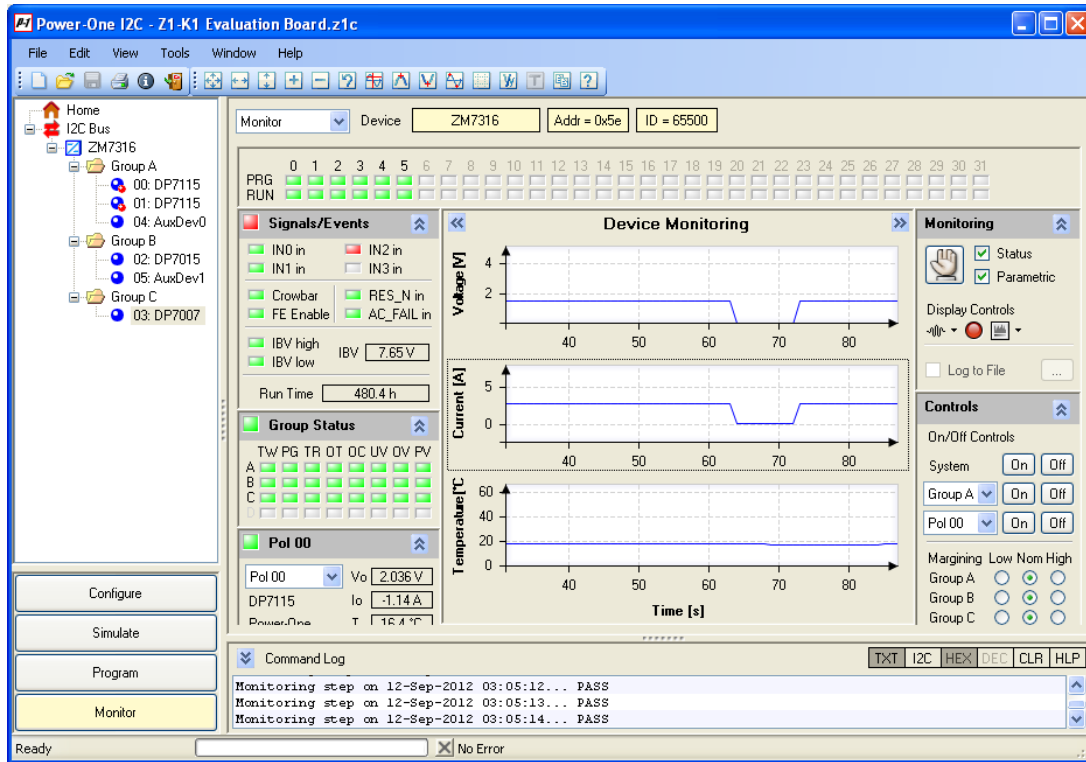 Power-One I2C - Z1-K1 Evaluation Board.z1c
File Edit View Tools Window Help
Home
I2C Bus
ZM7316
Group A
00: DP7115
01: DP7115
04: AuxDev0
Group B
02: DP7015
05: AuxDev1
Group C
03: DP7007
Configure
Simulate
Program
Monitor
Monitor Device ZM7316 Addr = 0x5e ID = 65500
0 1 2 3 4 5 6 7 8 9 10 11 12 13 14 15 16 17 18 19 20 21 22 23 24 25 26 27 28 29 30 31
PRG
RUN
Signals/Events
IN0 in IN2 in
IN1 in IN3 in
Crowbar RES_N in
FE Enable AC_FAIL in
IBV high
IBV low
IBV 7.65 V
Run Time 480.4 h
Group Status
TW PG TR OT OC UV OV PV
A
B
C
D
Pol 00
Pol 00 Vo 2.036 V
DP7115 Io -1.14 A
Power-One T 16.4 °C
Device Monitoring
Voltage [V]
4
2
40 50 60 70 80
Current [A]
5
0
40 50 60 70 80
Temperature[°C
60
40
20
0
40 50 60 70 80
Time [s]
Monitoring
Status
Parametric
Display Controls
Log to File ...
Controls
On/Off Controls
System On Off
Group A On Off
Pol 00 On Off
Margining Low Nom High
Group A
Group B
Group C
Command Log TXT I2C HEX DEC CLR HLP
Monitoring step on 12-Sep-2012 03:05:12... PASS
Monitoring step on 12-Sep-2012 03:05:13... PASS
Monitoring step on 12-Sep-2012 03:05:14... PASS
Ready No Error